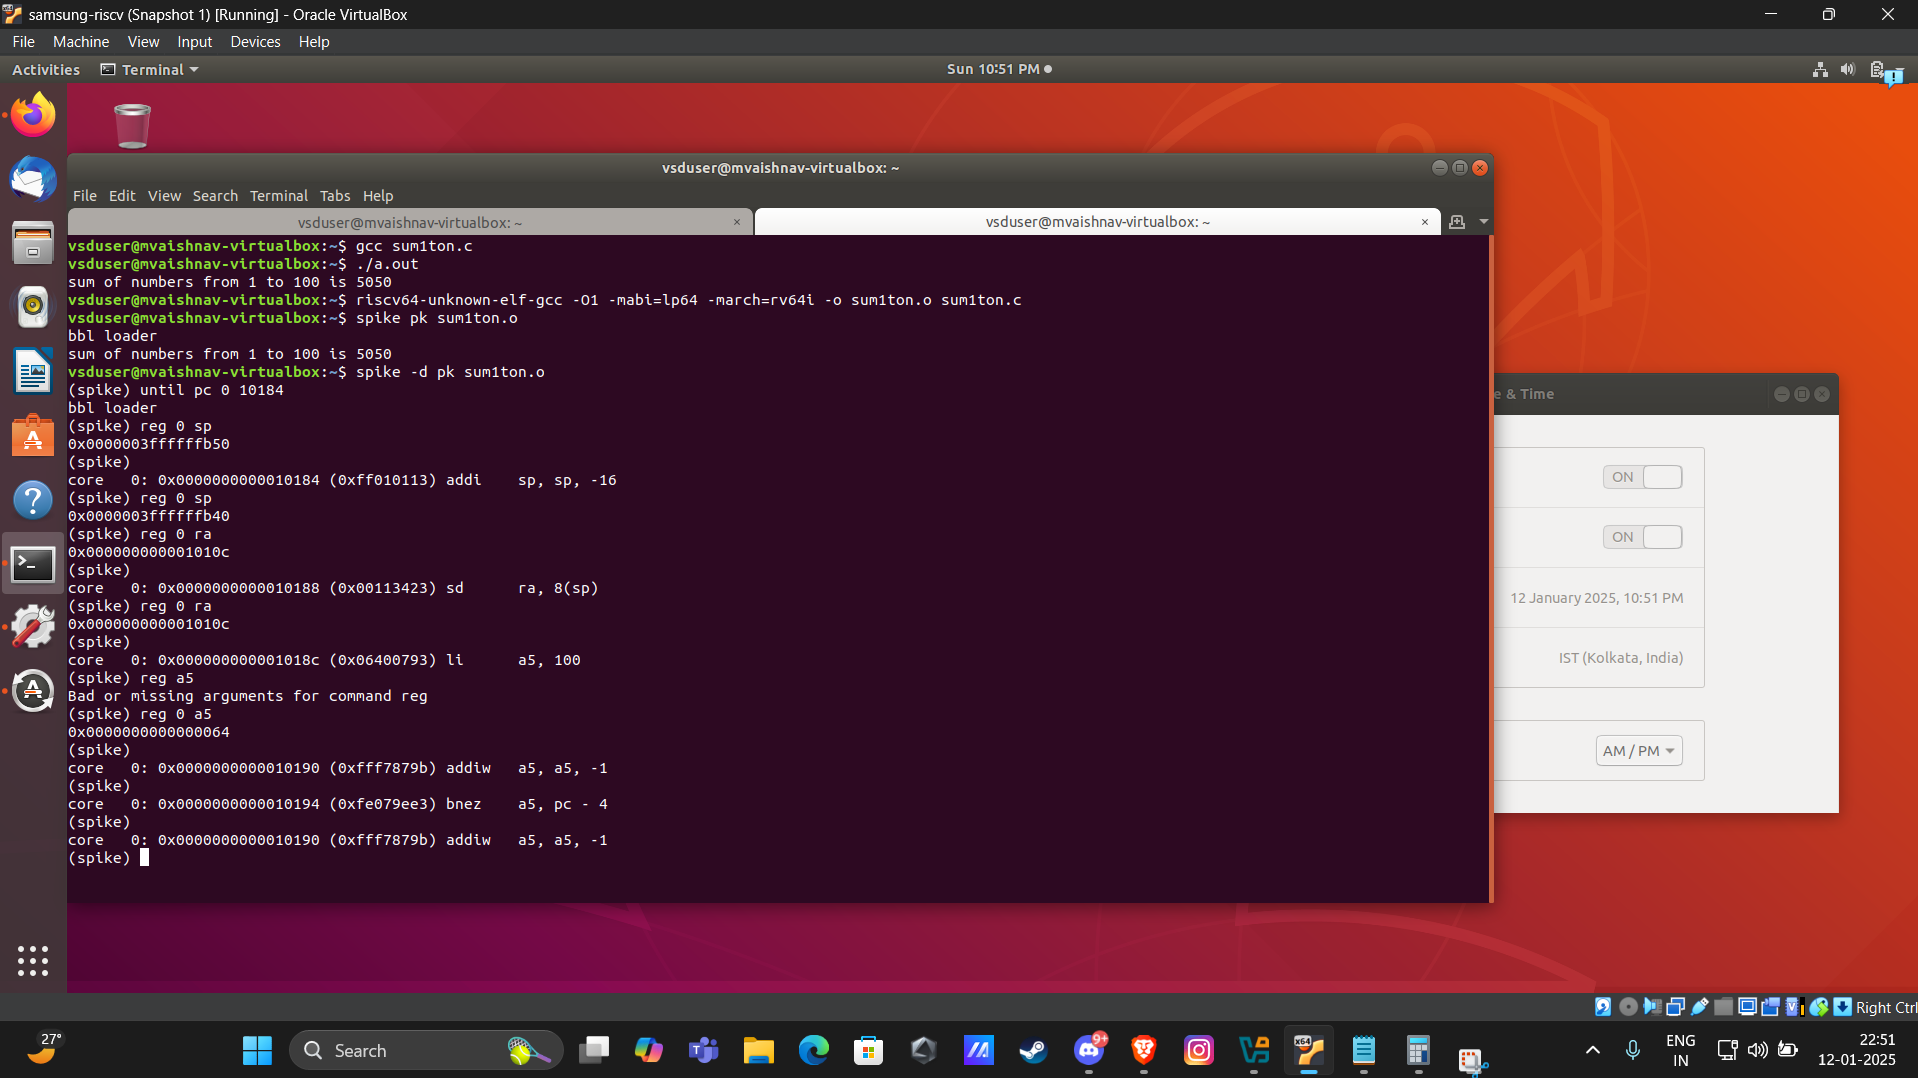 samsung-riscv (Snapshot 1) [Running] - Oracle VirtualBox
File Machine View Input Devices Help
Activities Terminal Sun 10:51 PM
vsduser@mvaishnav-virtualbox: ~
File Edit View Search Terminal Tabs Help
vsduser@mvaishnav-virtualbox: ~ × vsduser@mvaishnav-virtualbox: ~ ×
vsduser@mvaishnav-virtualbox:~$ gcc sum1ton.c
vsduser@mvaishnav-virtualbox:~$ ./a.out
sum of numbers from 1 to 100 is 5050
vsduser@mvaishnav-virtualbox:~$ riscv64-unknown-elf-gcc -O1 -mabi=lp64 -march=rv64i -o sum1ton.o sum1ton.c
vsduser@mvaishnav-virtualbox:~$ spike pk sum1ton.o
bbl loader
sum of numbers from 1 to 100 is 5050
vsduser@mvaishnav-virtualbox:~$ spike -d pk sum1ton.o
(spike) until pc 0 10184
bbl loader
(spike) reg 0 sp
0x0000003ffffffb50
(spike)
core   0: 0x0000000000010184 (0xff010113) addi    sp, sp, -16
(spike) reg 0 sp
0x0000003ffffffb40
(spike) reg 0 ra
0x000000000001010c
(spike)
core   0: 0x0000000000010188 (0x00113423) sd      ra, 8(sp)
(spike) reg 0 ra
0x000000000001010c
(spike)
core   0: 0x000000000001018c (0x06400793) li      a5, 100
(spike) reg a5
Bad or missing arguments for command reg
(spike) reg 0 a5
0x0000000000000064
(spike)
core   0: 0x0000000000010190 (0xfff7879b) addiw   a5, a5, -1
(spike)
core   0: 0x0000000000010194 (0xfe079ee3) bnez    a5, pc - 4
(spike)
core   0: 0x0000000000010190 (0xfff7879b) addiw   a5, a5, -1
(spike)
e & Time
ON
ON
12 January 2025, 10:51 PM
IST (Kolkata, India)
AM / PM
Right Ctrl
27°
Search
9+
x64
ENG
IN
22:51
12-01-2025